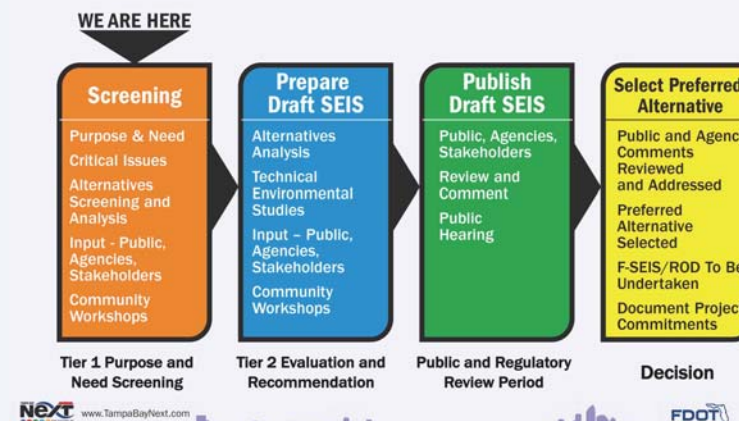 WE ARE HERE
Screening
Purpose & Need
Critical Issues
Alternatives
Screening and
Analysis
Input - Public,
Agencies,
Stakeholders
Community
Workshops
Tier 1 Purpose and
Need Screening
Prepare
Draft SEIS
Alternatives
Analysis
Technical
Environmental
Studies
Input – Public,
Agencies,
Stakeholders
Community
Workshops
Tier 2 Evaluation and
Recommendation
Publish
Draft SEIS
Public, Agencies,
Stakeholders
Review and
Comment
Public
Hearing
Public and Regulatory
Review Period
Select Preferred
Alternative
Public and Agenc
Comments
Reviewed
and Addressed
Preferred
Alternative
Selected
F-SEIS/ROD To Be
Undertaken
Document Projec
Commitments
Decision
NEXT www.TampaBayNext.com
FDOT